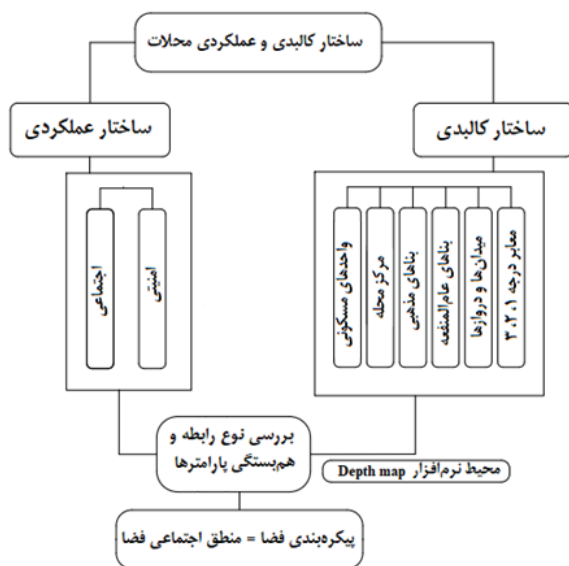 ساختار کالبدی و عملکردی محلات
ساختار کالبدی
ساختار عملکردی
معابر درجه ۱، ۲، ۳
میدان‌ها و دروازها
بناهای عام‌المنفعه
بناهای مذهبی
مرکز محله
واحدهای مسکونی
امنیتی
اجتماعی
بررسی نوع رابطه و
هم‌بستگی پارامترها
محیط نرم‌افزار Depth map
پیکره‌بندی فضا = منطق اجتماعی فضا